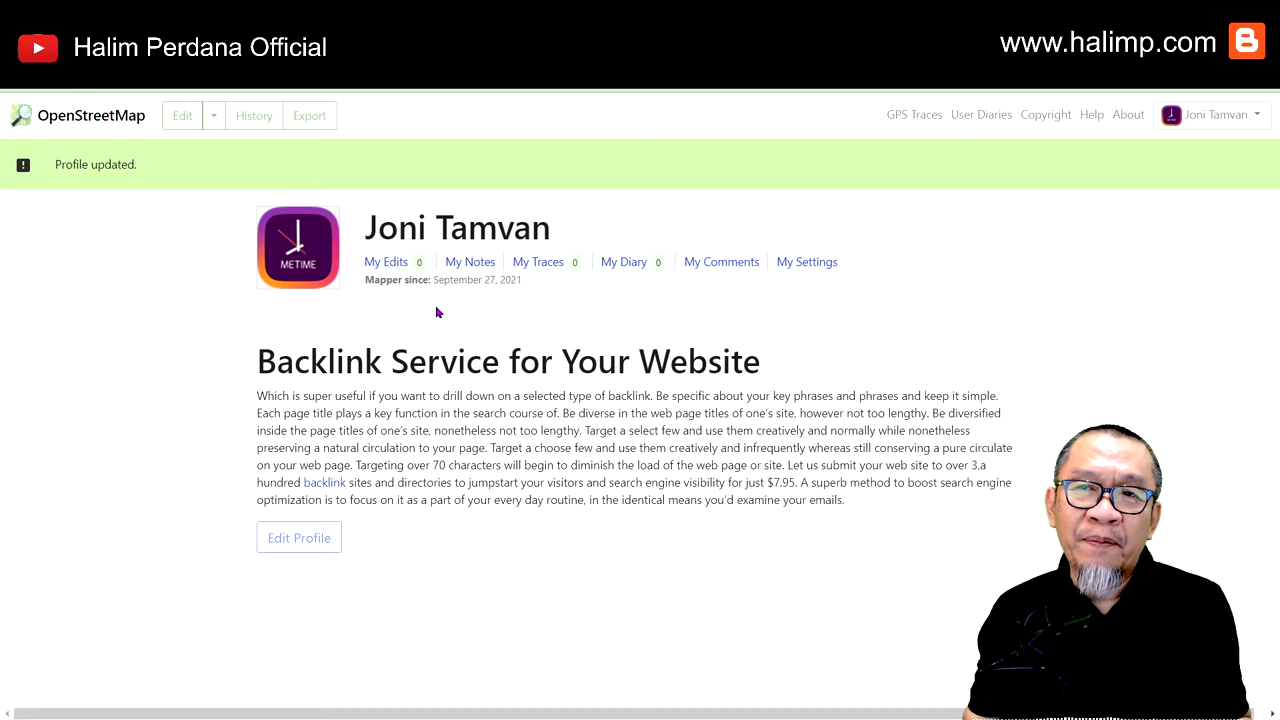 Halim Perdana Official
www.halimp.com
OpenStreetMap
Edit
History
Export
GPS Traces
User Diaries
Copyright
Help
About
Joni Tamvan
Profile updated.
METIME
Joni Tamvan
My Edits 0
My Notes
My Traces 0
My Diary 0
My Comments
My Settings
Mapper since: September 27, 2021
Backlink Service for Your Website
Which is super useful if you want to drill down on a selected type of backlink. Be specific about your key phrases and phrases and keep it simple.
Each page title plays a key function in the search course of. Be diverse in the web page titles of one's site, however not too lengthy. Be diversified
inside the page titles of one's site, nonetheless not too lengthy. Target a select few and use them creatively and normally while nonetheless
preserving a natural circulation to your page. Target a choose few and use them creatively and infrequently whereas still conserving a pure circulate
on your web page. Targeting over 70 characters will begin to diminish the load of the web page or site. Let us submit your web site to over 3,a
hundred backlink sites and directories to jumpstart your visitors and search engine visibility for just $7.95. A superb method to boost search engine
optimization is to focus on it as a part of your every day routine, in the identical means you'd examine your emails.
Edit Profile